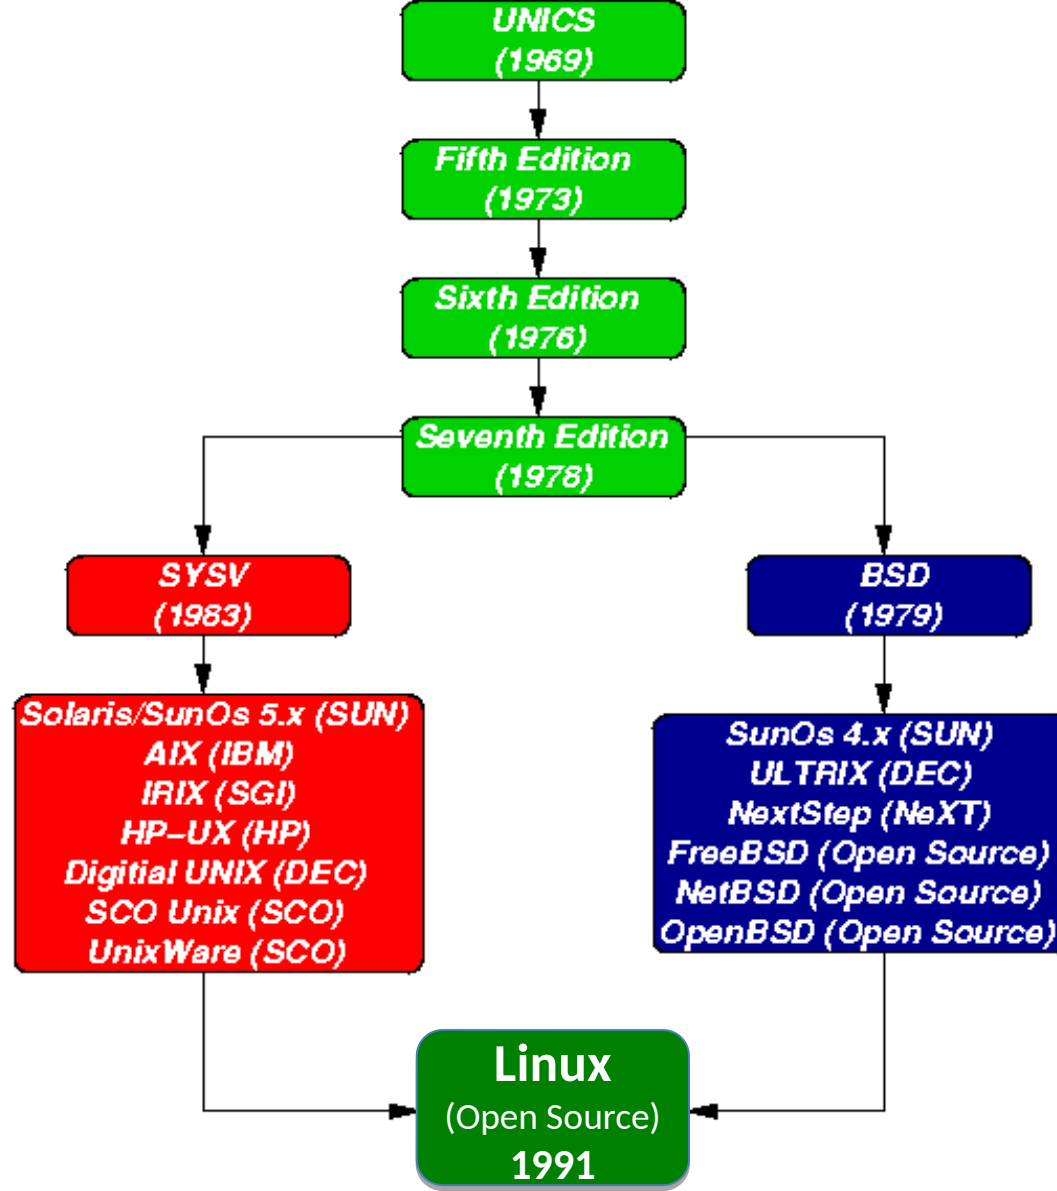 UNICS
(1969)
Fifth Edition
(1973)
Sixth Edition
(1976)
Seventh Edition
(1978)
SYSV
(1983)
BSD
(1979)
Solaris/SunOs 5.x (SUN)
AIX (IBM)
IRIX (SGI)
HP-UX (HP)
Digitial UNIX (DEC)
SCO Unix (SCO)
UnixWare (SCO)
SunOs 4.x (SUN)
ULTRIX (DEC)
NextStep (NeXT)
FreeBSD (Open Source)
NetBSD (Open Source)
OpenBSD (Open Source)
Linux
(Open Source)
1991